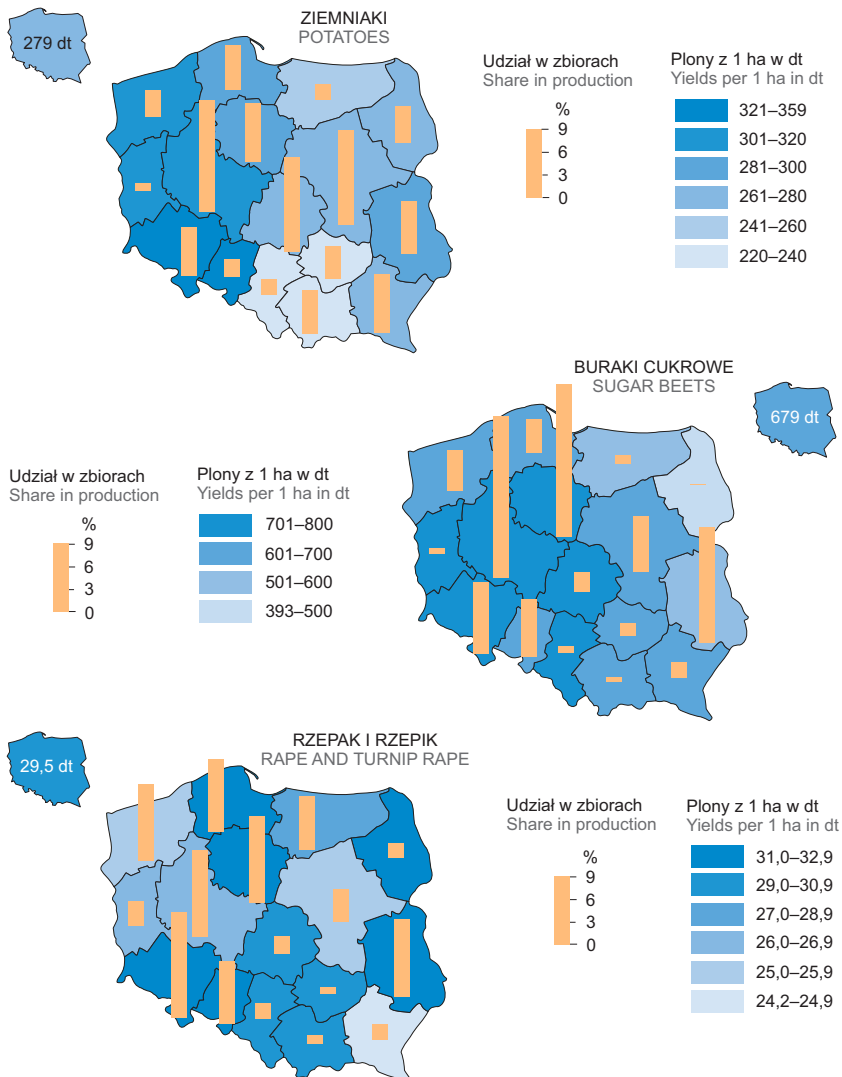 ZIEMNIAKI
POTATOES
279 dt
Udział w zbiorach
Share in production
%
9
6
3
0
Plony z 1 ha w dt
Yields per 1 ha in dt
321–359
301–320
281–300
261–280
241–260
220–240
BURAKI CUKROWE
SUGAR BEETS
679 dt
Udział w zbiorach
Share in production
%
9
6
3
0
Plony z 1 ha w dt
Yields per 1 ha in dt
701–800
601–700
501–600
393–500
RZEPAK I RZEPIK
RAPE AND TURNIP RAPE
29,5 dt
Udział w zbiorach
Share in production
%
9
6
3
0
Plony z 1 ha w dt
Yields per 1 ha in dt
31,0–32,9
29,0–30,9
27,0–28,9
26,0–26,9
25,0–25,9
24,2–24,9